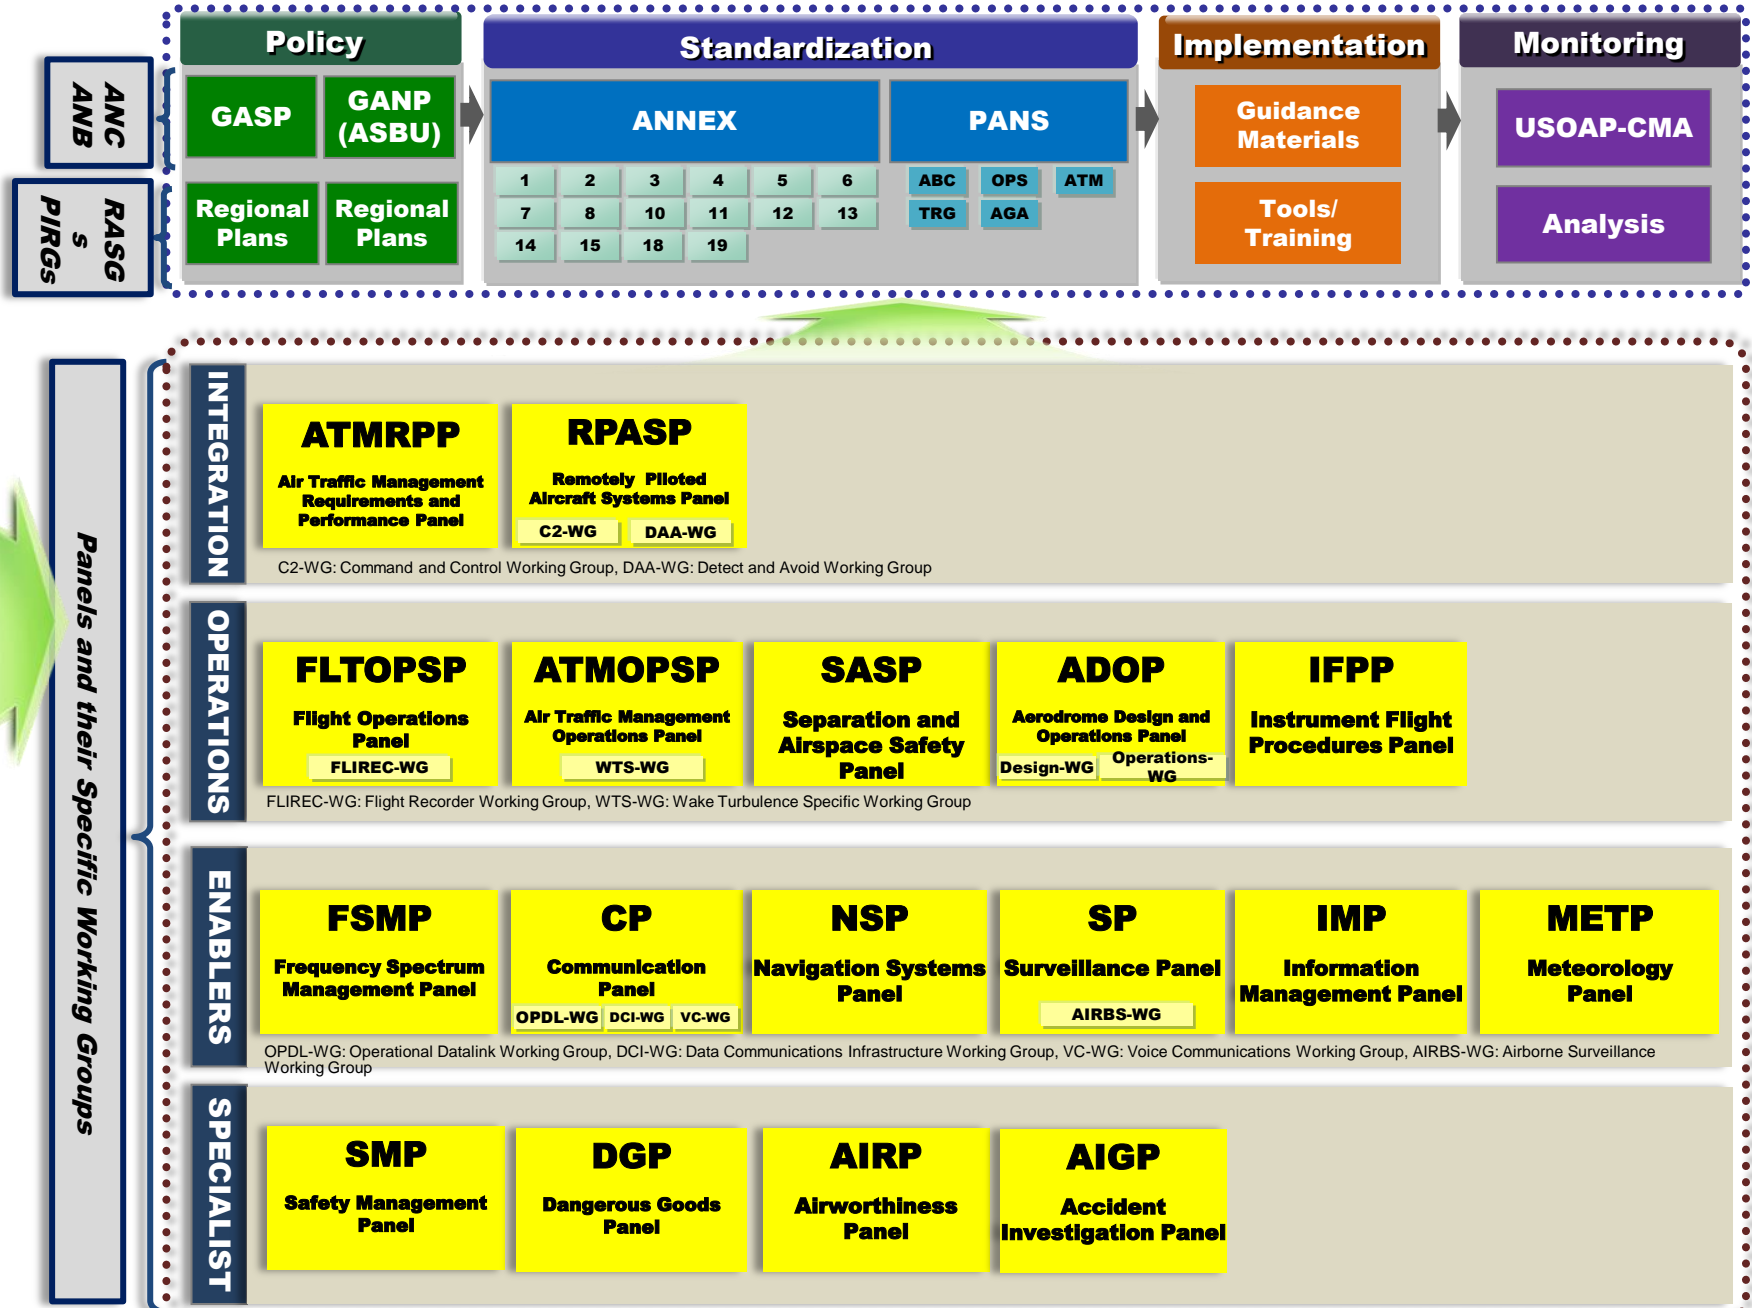 Policy
Standardization
Implementation
Monitoring
ANC
ANB
GASP
GANP
(ASBU)
ANNEX
PANS
Guidance
Materials
USOAP-CMA
1 2 3 4 5 6
ABC OPS ATM
7 8 10 11 12 13
TRG AGA
14 15 18 19
RASG
s
PIRGs
Regional
Plans
Regional
Plans
Tools/
Training
Analysis
Panels and their Specific Working Groups
INTEGRATION
ATMRPP
Air Traffic Management
Requirements and
Performance Panel
RPASP
Remotely Piloted
Aircraft Systems Panel
C2-WG
DAA-WG
C2-WG: Command and Control Working Group, DAA-WG: Detect and Avoid Working Group
OPERATIONS
FLTOPSP
Flight Operations
Panel
FLIREC-WG
ATMOPSP
Air Traffic Management
Operations Panel
WTS-WG
SASP
Separation and
Airspace Safety
Panel
ADOP
Aerodrome Design and
Operations Panel
Design-WG
Operations-
WG
IFPP
Instrument Flight
Procedures Panel
FLIREC-WG: Flight Recorder Working Group, WTS-WG: Wake Turbulence Specific Working Group
ENABLERS
FSMP
Frequency Spectrum
Management Panel
CP
Communication
Panel
OPDL-WG
DCI-WG
VC-WG
NSP
Navigation Systems
Panel
SP
Surveillance Panel
AIRBS-WG
IMP
Information
Management Panel
METP
Meteorology
Panel
OPDL-WG: Operational Datalink Working Group, DCI-WG: Data Communications Infrastructure Working Group, VC-WG: Voice Communications Working Group, AIRBS-WG: Airborne Surveillance
Working Group
SPECIALIST
SMP
Safety Management
Panel
DGP
Dangerous Goods
Panel
AIRP
Airworthiness
Panel
AIGP
Accident
Investigation Panel